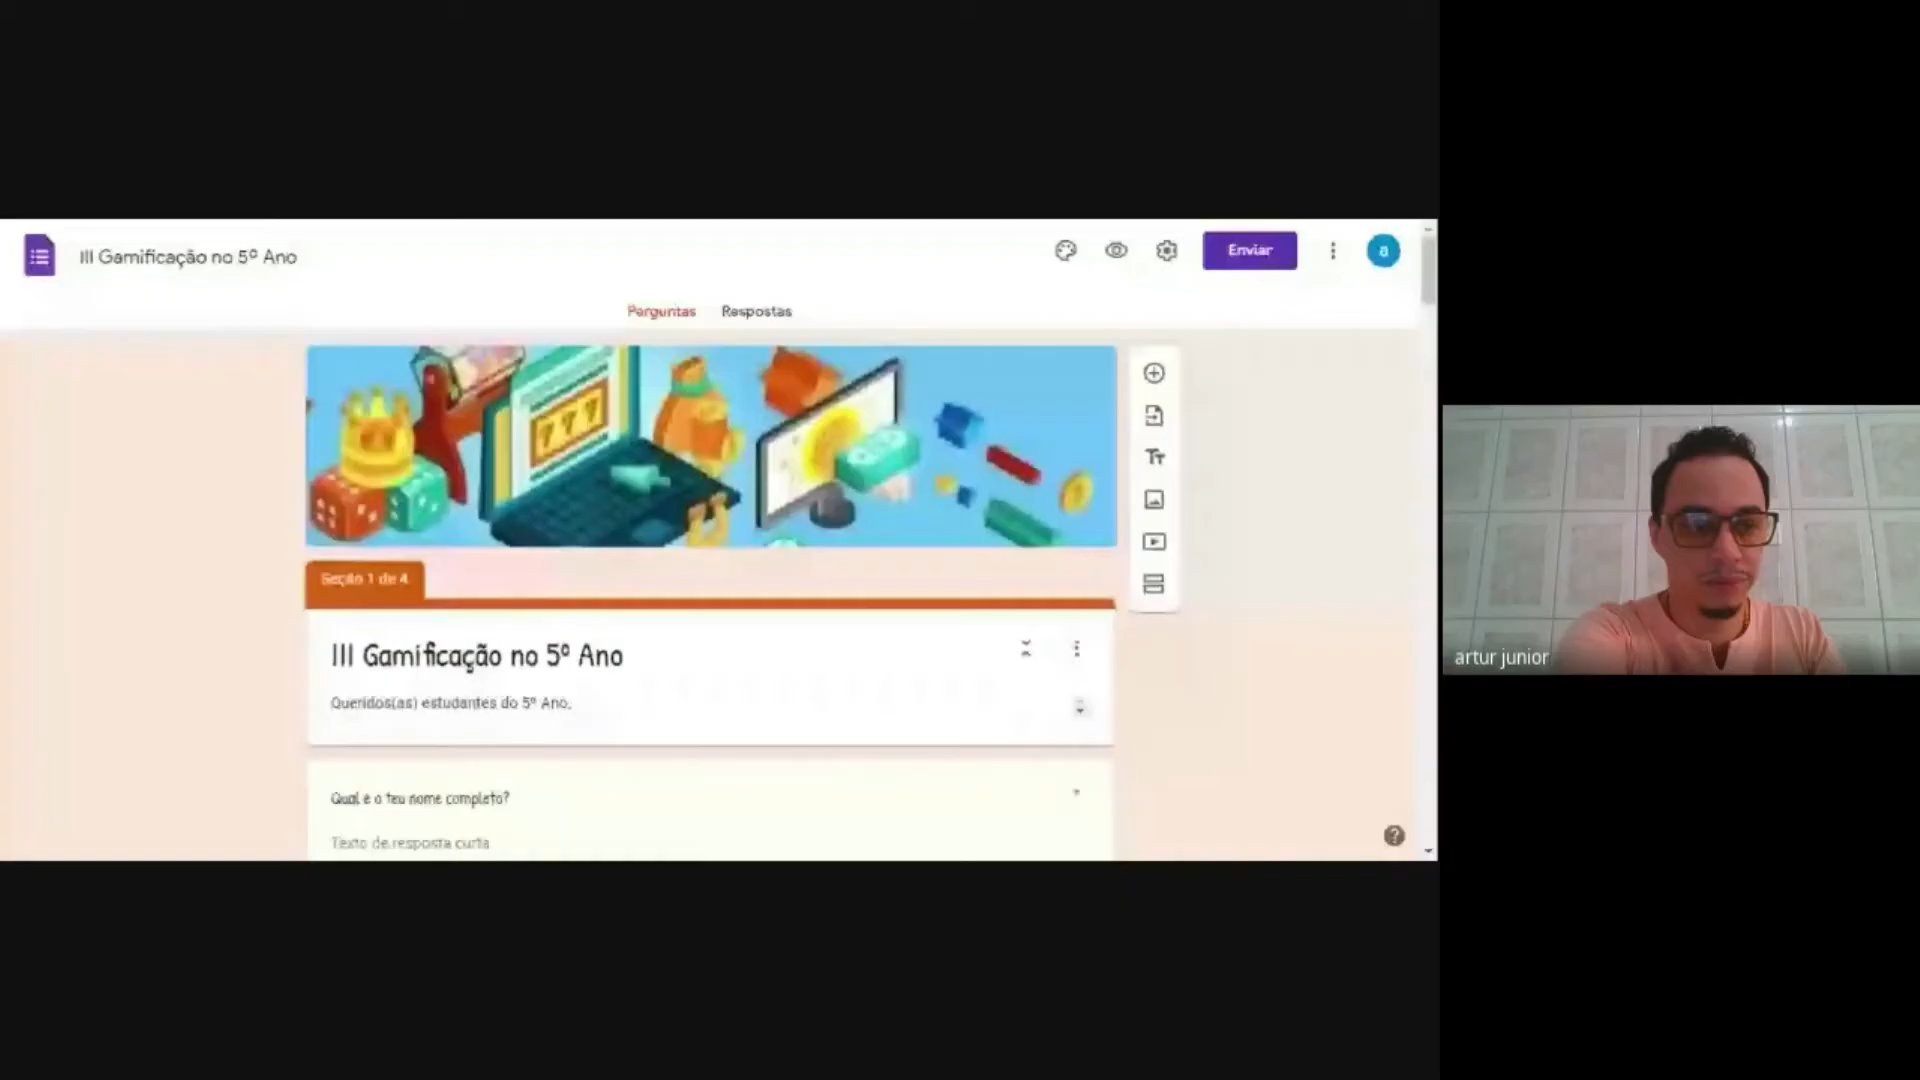 III Gamificação no 5º Ano
Enviar
a
Perguntas Respostas
777
Seção 1 de 4
III Gamificação no 5º Ano
Queridos(as) estudantes do 5º Ano,
Qual é o teu nome completo?
Texto de resposta curta
artur junior